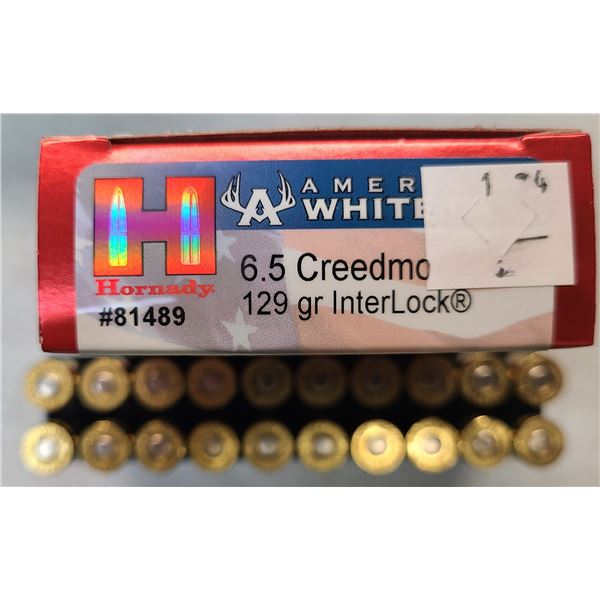 AMER
WHITE
6.5 Creedmo
129 gr InterLock®
Hornady
#81489